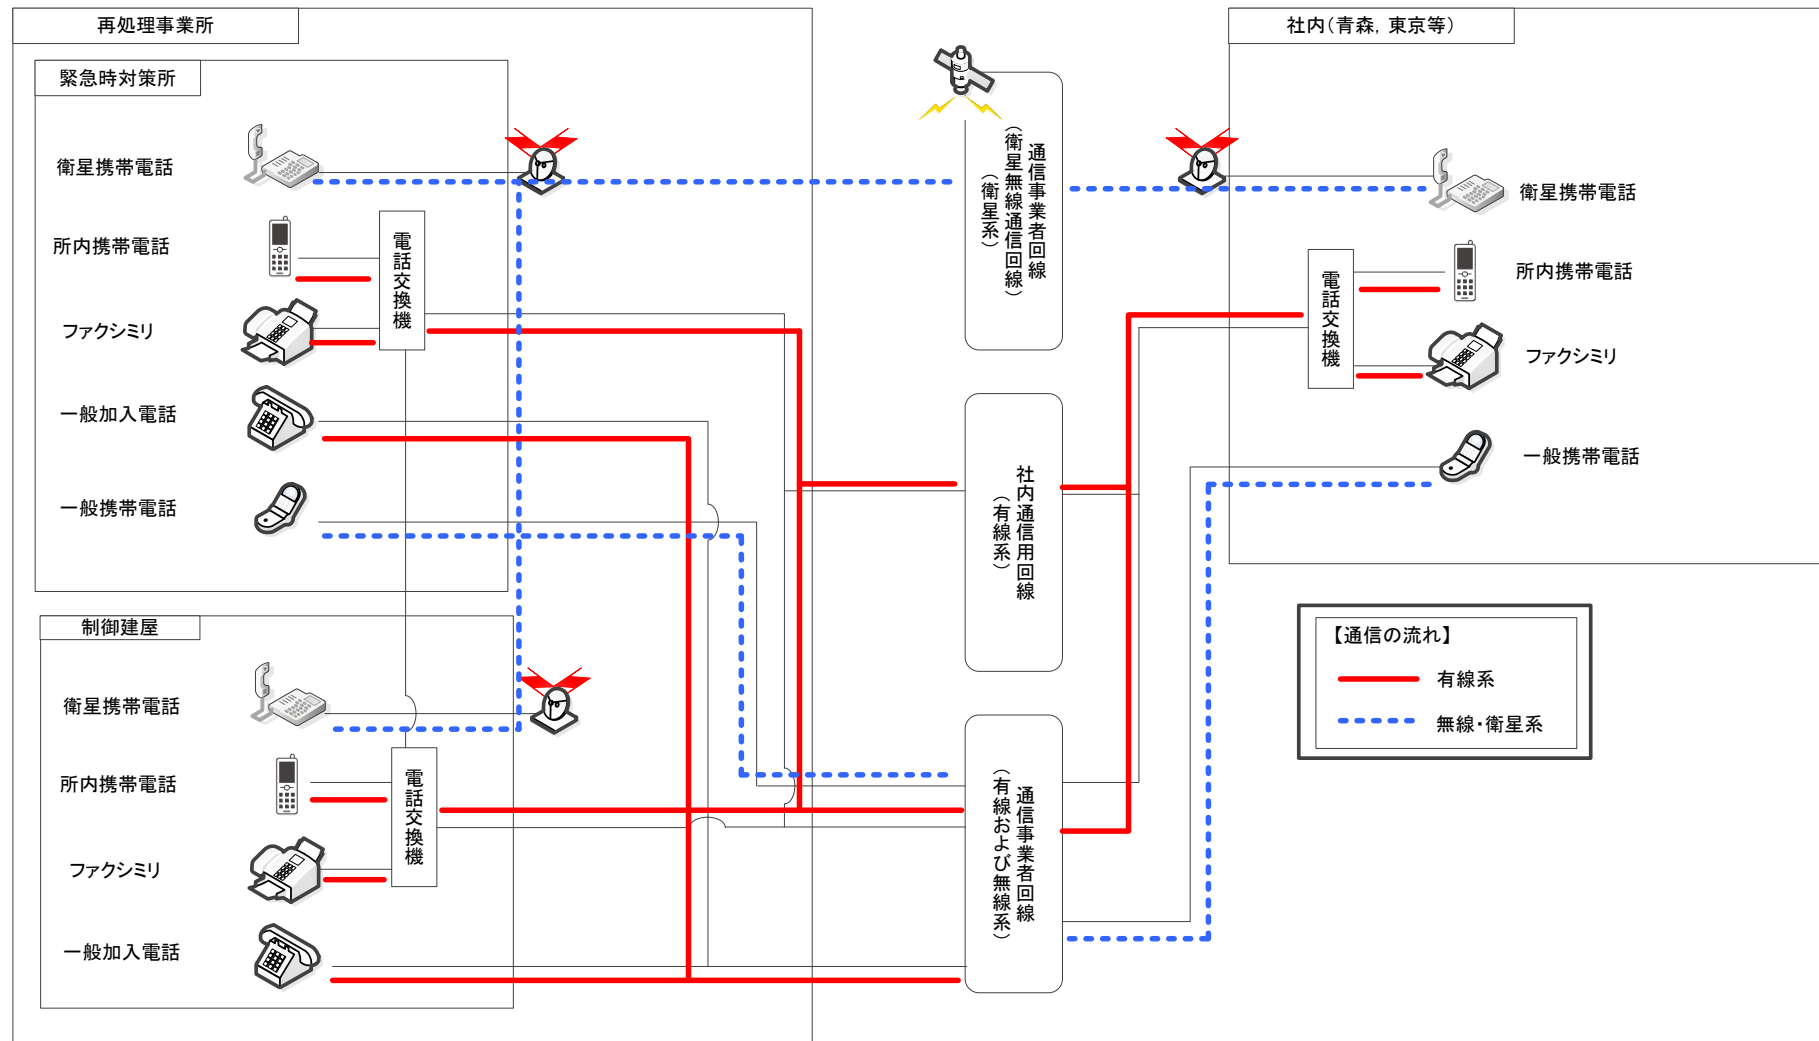 再処理事業所
緊急時対策所
衛星携帯電話
所内携帯電話
ファクシミリ
一般加入電話
一般携帯電話
電話交換機
制御建屋
衛星携帯電話
所内携帯電話
ファクシミリ
一般加入電話
電話交換機
通信事業者回線
（衛星無線通信回線）
（衛星系）
社内通信用回線
（有線系）
通信事業者回線
（有線および無線系）
社内（青森，東京等）
衛星携帯電話
所内携帯電話
ファクシミリ
一般携帯電話
電話交換機
【通信の流れ】
有線系
無線・衛星系